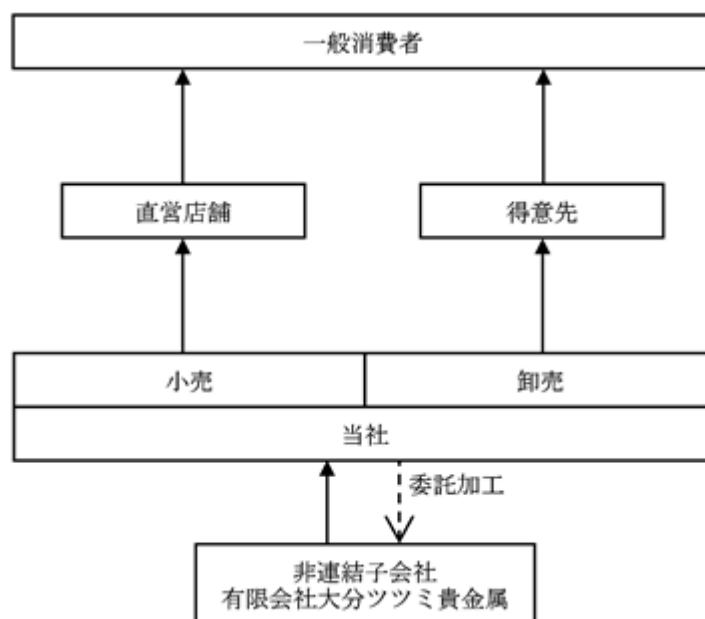 一般消費者
直営店舗
得意先
小売
卸売
当社
委託加工
非連結子会社
有限会社大分ツツミ貴金属